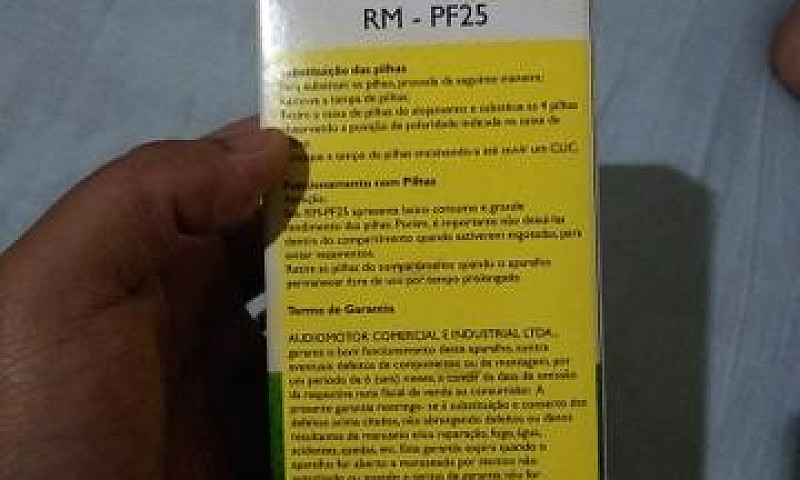 RM - PF25
Substituição das pilhas
Para substituir as pilhas, proceda da seguinte maneira:
Remova a tampa de pilhas.
Retire a caixa de pilhas do alojamento e substitua as 4 pilhas
observando a posição de polaridade indicada na caixa de
a tampa de pilhas encaixando-a até ouvir um CLIC.
Funcionamento com Pilhas
Atenção:
RM-PF25 apresenta baixo consumo e grande
rendimento das pilhas. Porém, é importante não deixá-las
dentro do compartimento quando estiverem esgotadas, para
evitar vazamentos.
Retire as pilhas do compartimento quando o aparelho
permanecer fora de uso por tempo prolongado
Termo de Garantia
AUDIOMOTOR COMERCIAL E INDUSTRIAL LTDA.,
garante o bom funcionamento deste aparelho, contra
eventuais defeitos de componentes ou de montagem, por
um período de 6 (seis) meses, a contar da data da emissão
da respectiva nota fiscal de venda ao consumidor. A
presente garantia restringe-se à substituição e conserto dos
defeitos acima citados, não abrangendo defeitos ou danos
resultantes de manuseio e/ou reparação, fogo, água,
acidentes, quedas, etc. Esta garantia expira quando o
aparelho for aberto e manuseado por técnico não